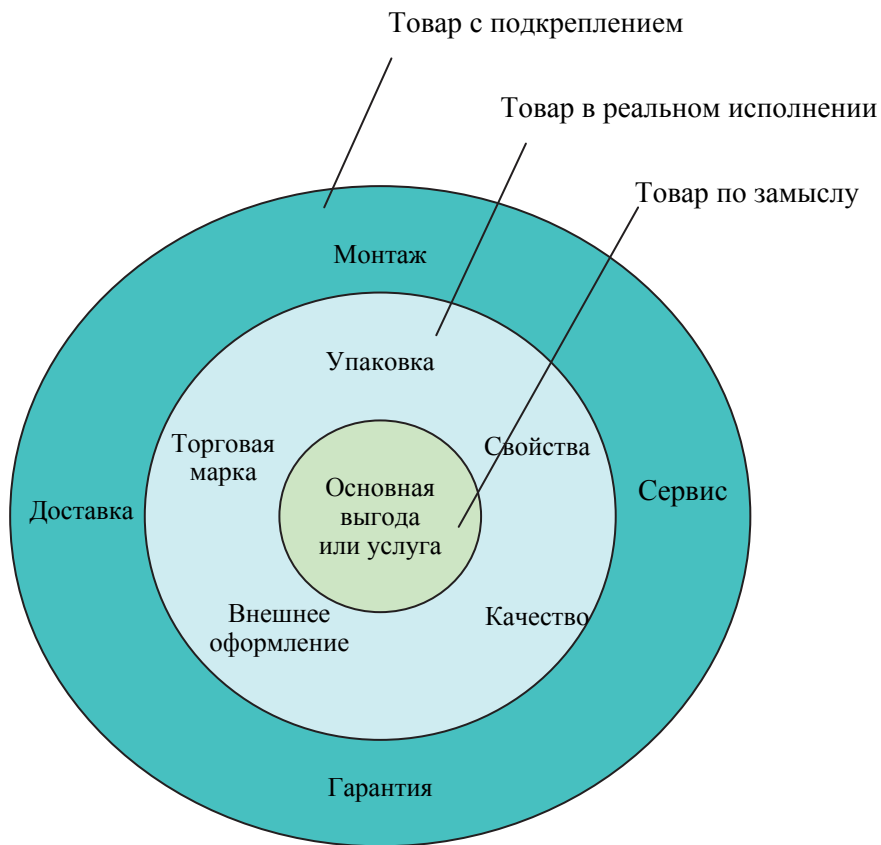 Товар с подкреплением
Товар в реальном исполнении
Товар по замыслу
Монтаж
Упаковка
Торговая
марка
Свойства
Основная
выгода
или услуга
Доставка
Сервис
Внешнее
оформление
Качество
Гарантия